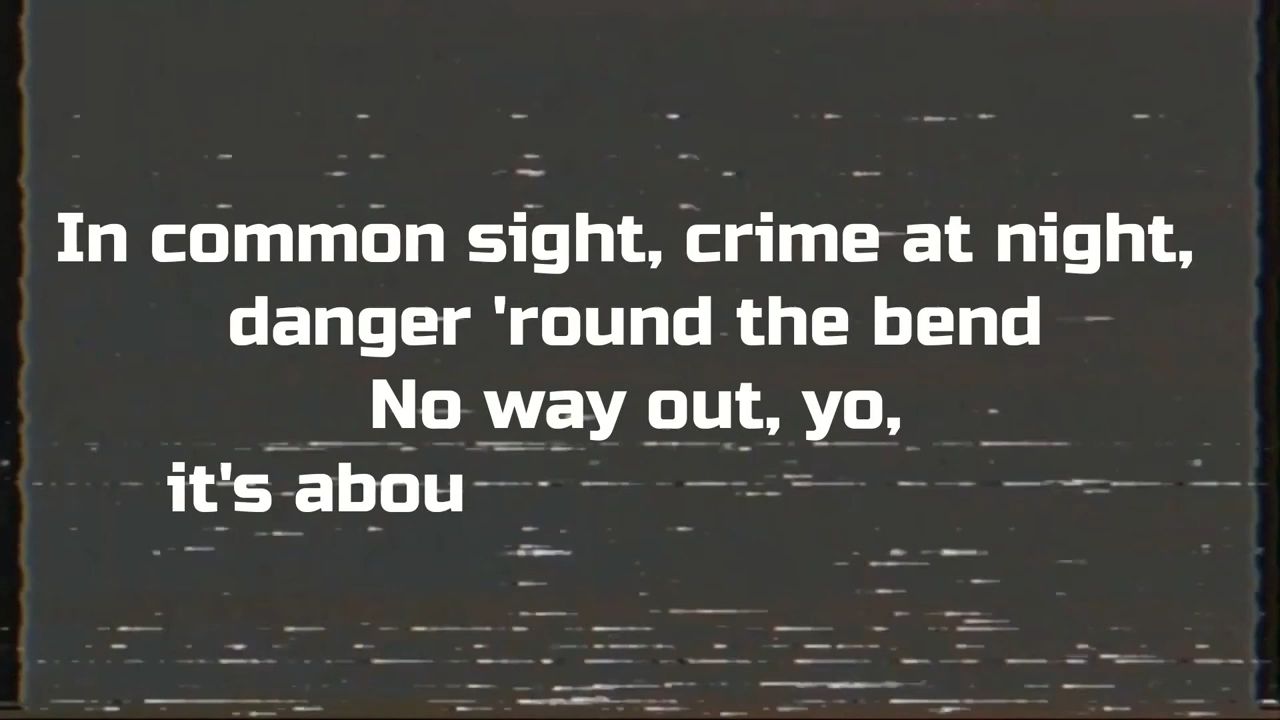 In common sight, crime at night,
danger 'round the bend
No way out, yo,
it's abou